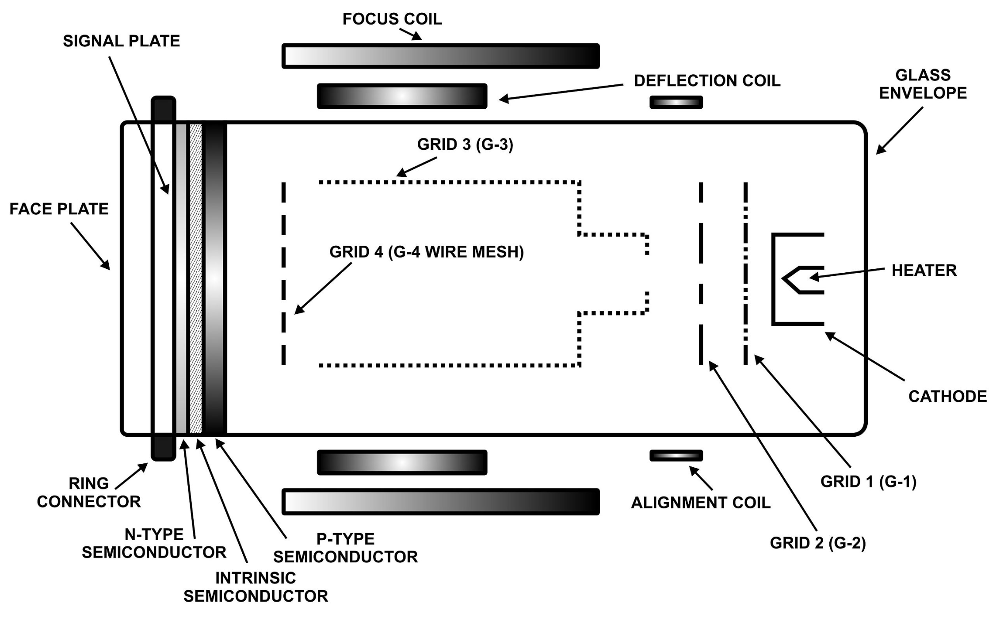 FOCUS COIL
SIGNAL PLATE
DEFLECTION COIL
GLASS
ENVELOPE
GRID 3 (G-3)
FACE PLATE
GRID 4 (G-4 WIRE MESH)
HEATER
CATHODE
RING
CONNECTOR
GRID 1 (G-1)
ALIGNMENT COIL
N-TYPE
SEMICONDUCTOR
P-TYPE
SEMICONDUCTOR
GRID 2 (G-2)
INTRINSIC
SEMICONDUCTOR